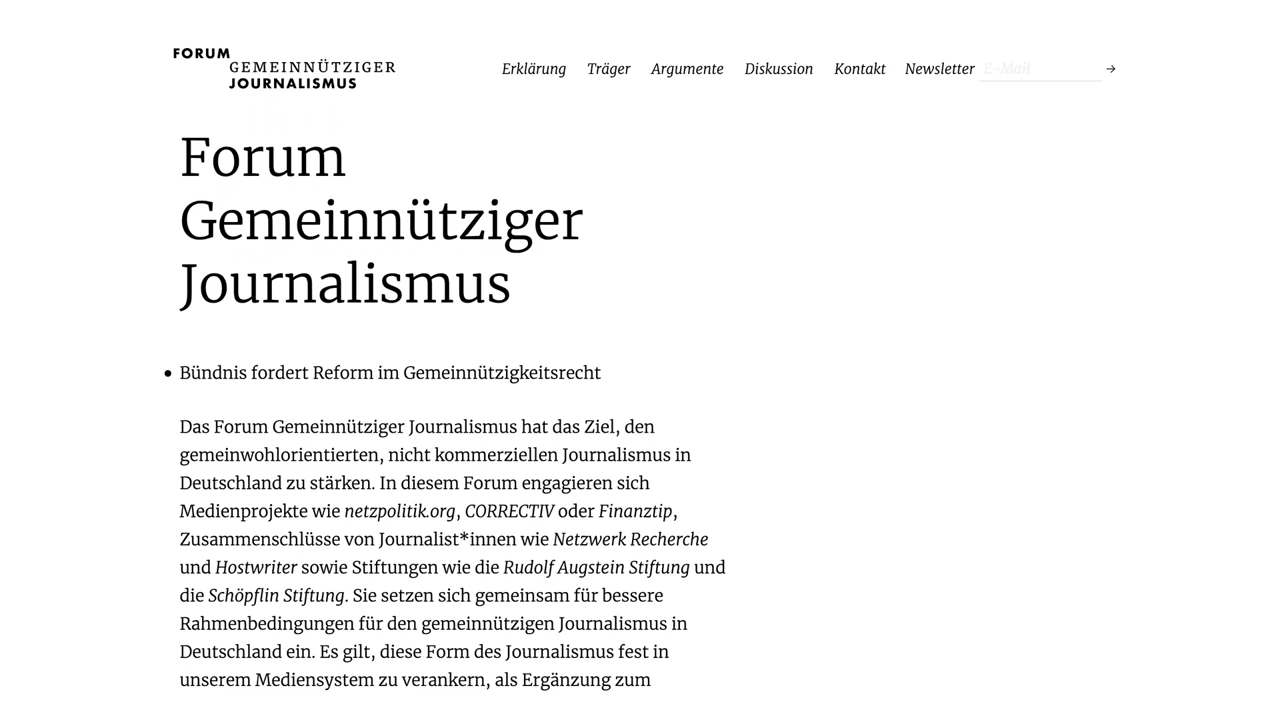 FORUM
GEMEINNÜTZIGER
JOURNALISMUS
Erklärung Träger Argumente Diskussion Kontakt Newsletter E-Mail →
Forum
Gemeinnütziger
Journalismus
• Bündnis fordert Reform im Gemeinnützigkeitsrecht
Das Forum Gemeinnütziger Journalismus hat das Ziel, den
gemeinwohlorientierten, nicht kommerziellen Journalismus in
Deutschland zu stärken. In diesem Forum engagieren sich
Medienprojekte wie netzpolitik.org, CORRECTIV oder Finanztip,
Zusammenschlüsse von Journalist*innen wie Netzwerk Recherche
und Hostwriter sowie Stiftungen wie die Rudolf Augstein Stiftung und
die Schöpflin Stiftung. Sie setzen sich gemeinsam für bessere
Rahmenbedingungen für den gemeinnützigen Journalismus in
Deutschland ein. Es gilt, diese Form des Journalismus fest in
unserem Mediensystem zu verankern, als Ergänzung zum